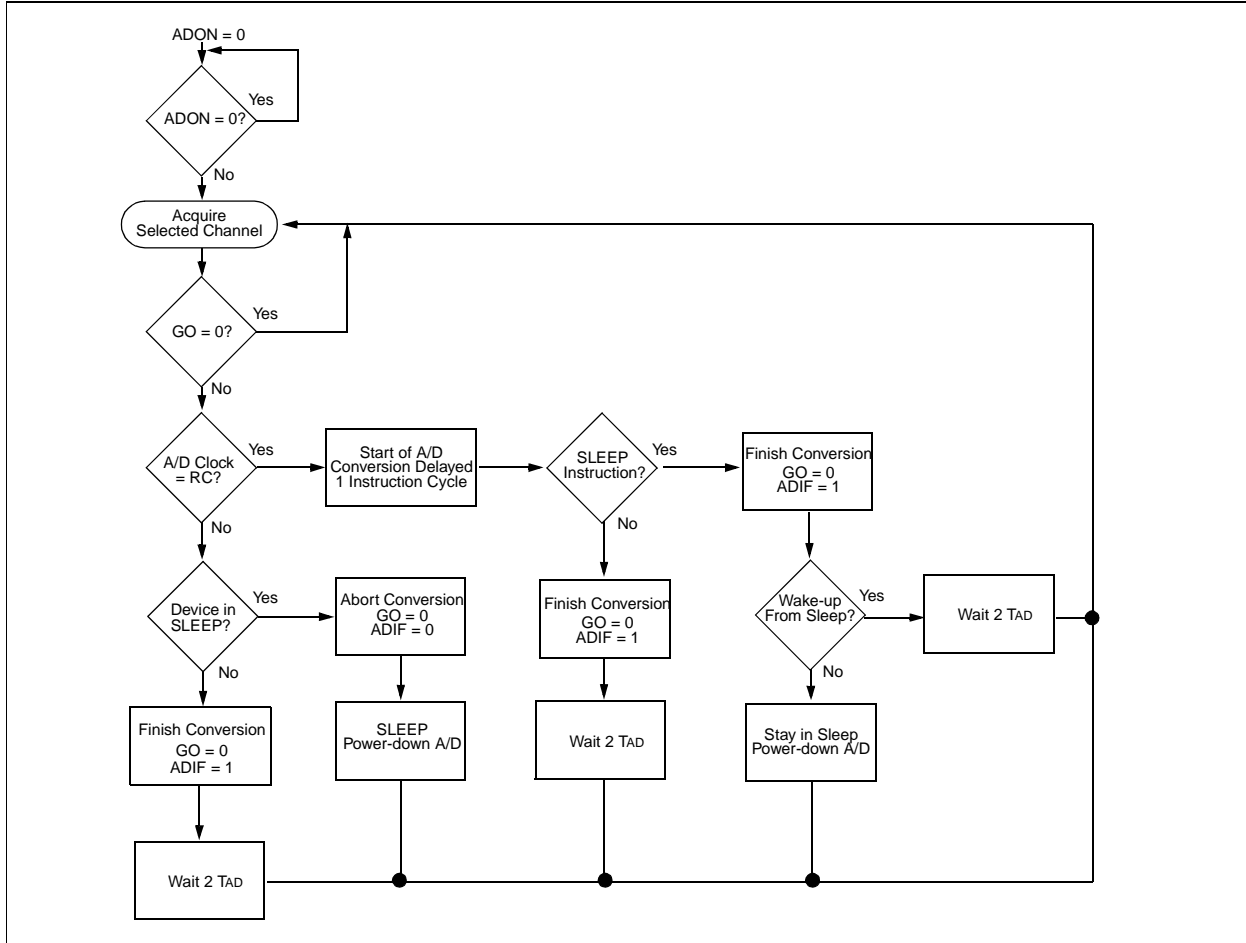 ADON = 0
ADON = 0?
Yes
No
Acquire
Selected Channel
GO = 0?
Yes
No
A/D Clock
= RC?
Yes
No
Start of A/D
Conversion Delayed
1 Instruction Cycle
SLEEP
Instruction?
Yes
No
Finish Conversion
GO = 0
ADIF = 1
Device in
SLEEP?
Yes
No
Abort Conversion
GO = 0
ADIF = 0
Finish Conversion
GO = 0
ADIF = 1
Wake-up
From Sleep?
Yes
No
Wait 2 TAD
Finish Conversion
GO = 0
ADIF = 1
SLEEP
Power-down A/D
Wait 2 TAD
Stay in Sleep
Power-down A/D
Wait 2 TAD